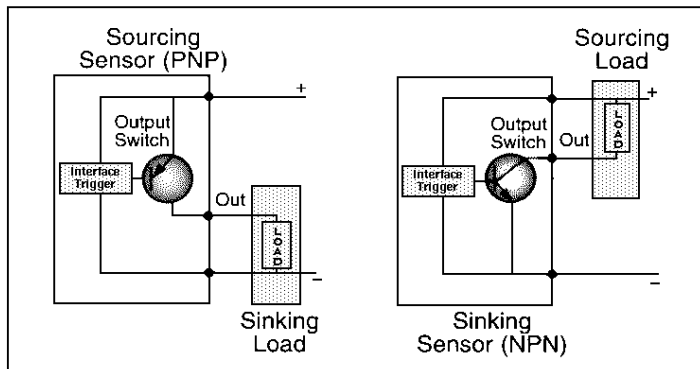 Sourcing
Sensor (PNP)
+
Output
Switch
Interface
Trigger
Out
LOAD
−
Sinking
Load
Sourcing
Load
+
Output
Switch
Out
LOAD
Interface
Trigger
−
Sinking
Sensor (NPN)